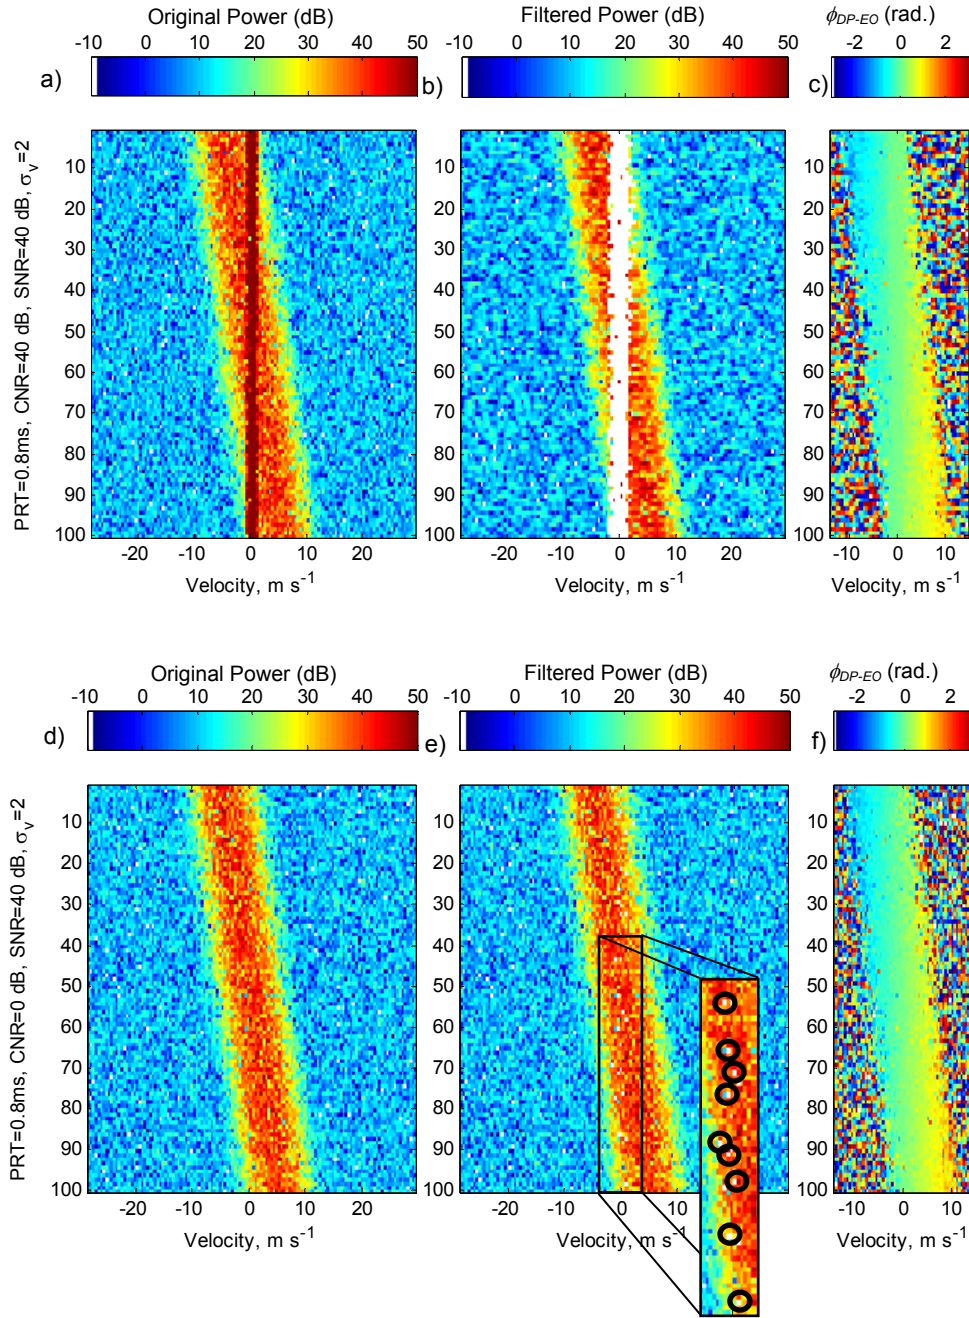 Original Power (dB)
-10 0 10 20 30 40 50
a)
PRT=0.8ms, CNR=40 dB, SNR=40 dB, σv=2
10
20
30
40
50
60
70
80
90
100
-20 -10 0 10 20
Velocity, m s-1
Filtered Power (dB)
-10 0 10 20 30 40 50
b)
10
20
30
40
50
60
70
80
90
100
-20 -10 0 10 20
Velocity, m s-1
ϕDP-EO (rad.)
-2 0 2
c)
10
20
30
40
50
60
70
80
90
100
-10 0 10
Velocity, m s-1
Original Power (dB)
-10 0 10 20 30 40 50
d)
PRT=0.8ms, CNR=0 dB, SNR=40 dB, σv=2
10
20
30
40
50
60
70
80
90
100
-20 -10 0 10 20
Velocity, m s-1
Filtered Power (dB)
-10 0 10 20 30 40 50
e)
10
20
30
40
50
60
70
80
90
100
-20 -10 0 10 20
Velocity, m s-1
ϕDP-EO (rad.)
-2 0 2
f)
10
20
30
40
50
60
70
80
90
100
-10 0 10
Velocity, m s-1